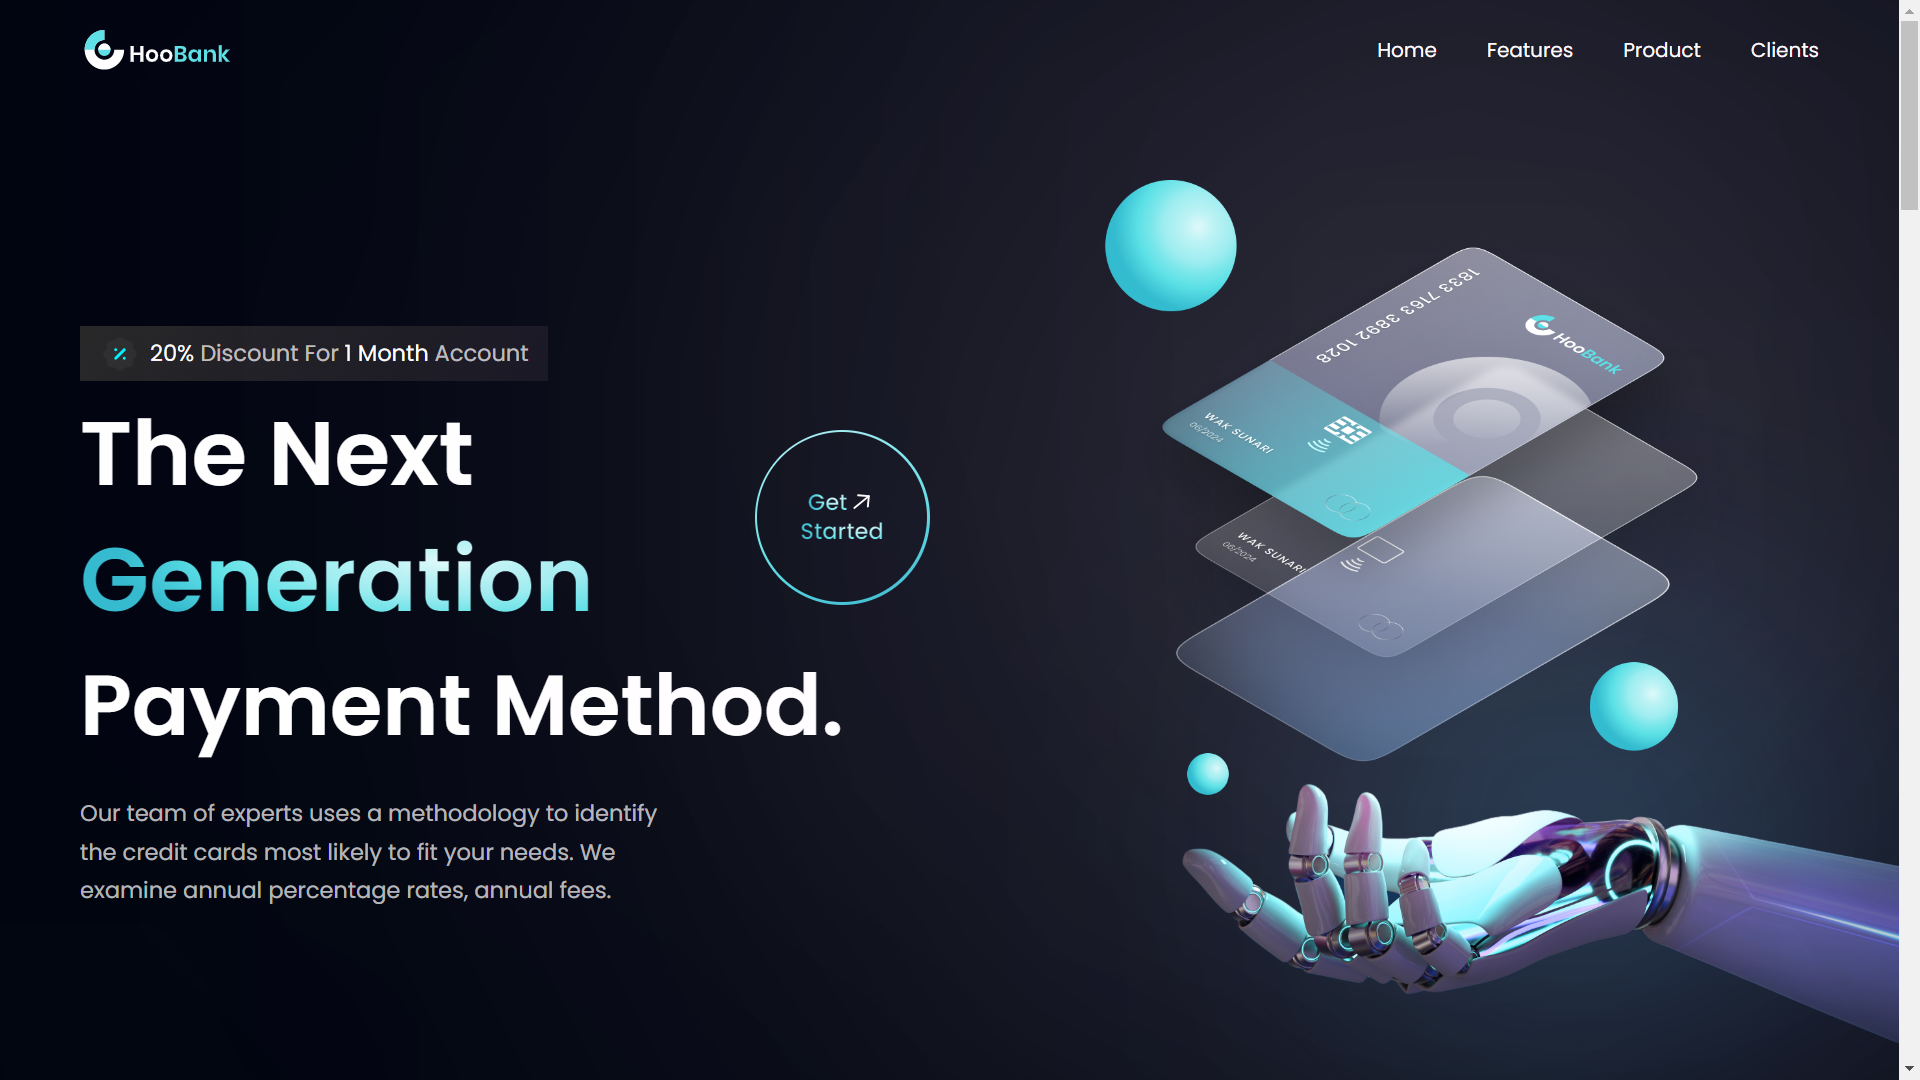 HooBank
Home
Features
Product
Clients
20% Discount For 1 Month Account
The Next
Get
Started
Generation
Payment Method.
Our team of experts uses a methodology to identify
the credit cards most likely to fit your needs. We
examine annual percentage rates, annual fees.
1833 7163 3892 1028
HooBank
WAK SUNARI
06/2024
WAK SUNARI
06/2024